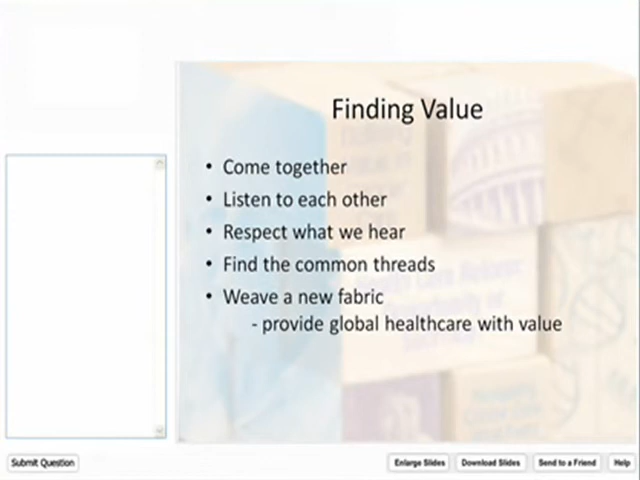 Finding Value
• Come together
• Listen to each other
• Respect what we hear
• Find the common threads
• Weave a new fabric
- provide global healthcare with value
Submit Question
Enlarge Slides
Download Slides
Send to a Friend
Help